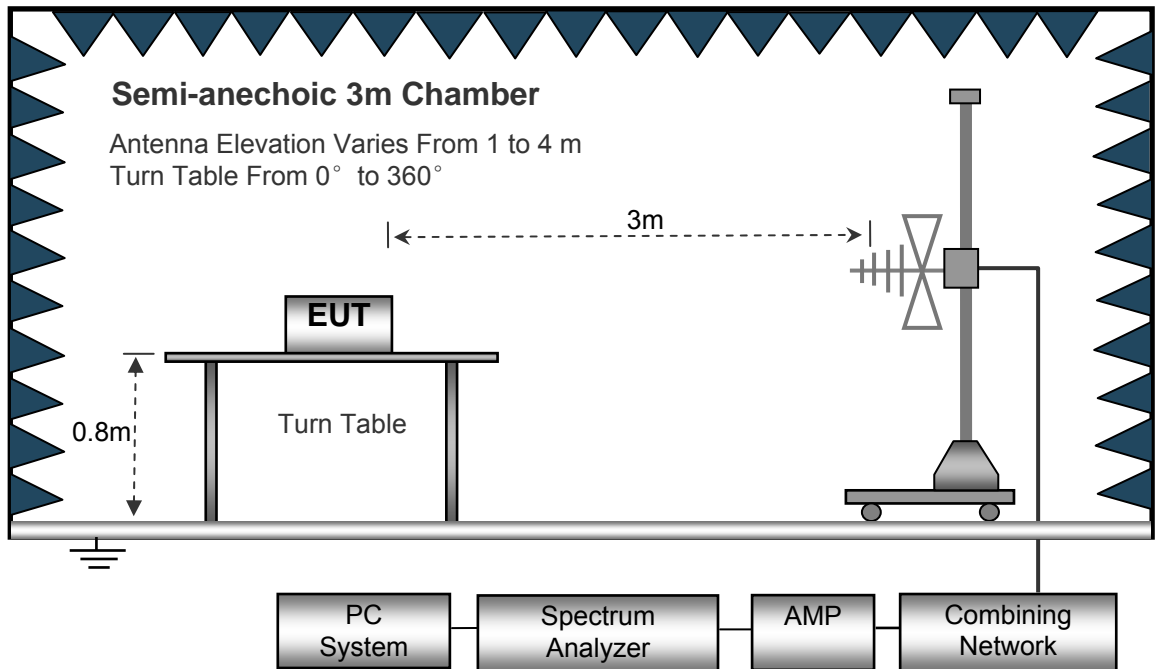 Semi-anechoic 3m Chamber
Antenna Elevation Varies From 1 to 4 m
Turn Table From 0° to 360°
3m
EUT
0.8m
Turn Table
PC
System
Spectrum
Analyzer
AMP
Combining
Network